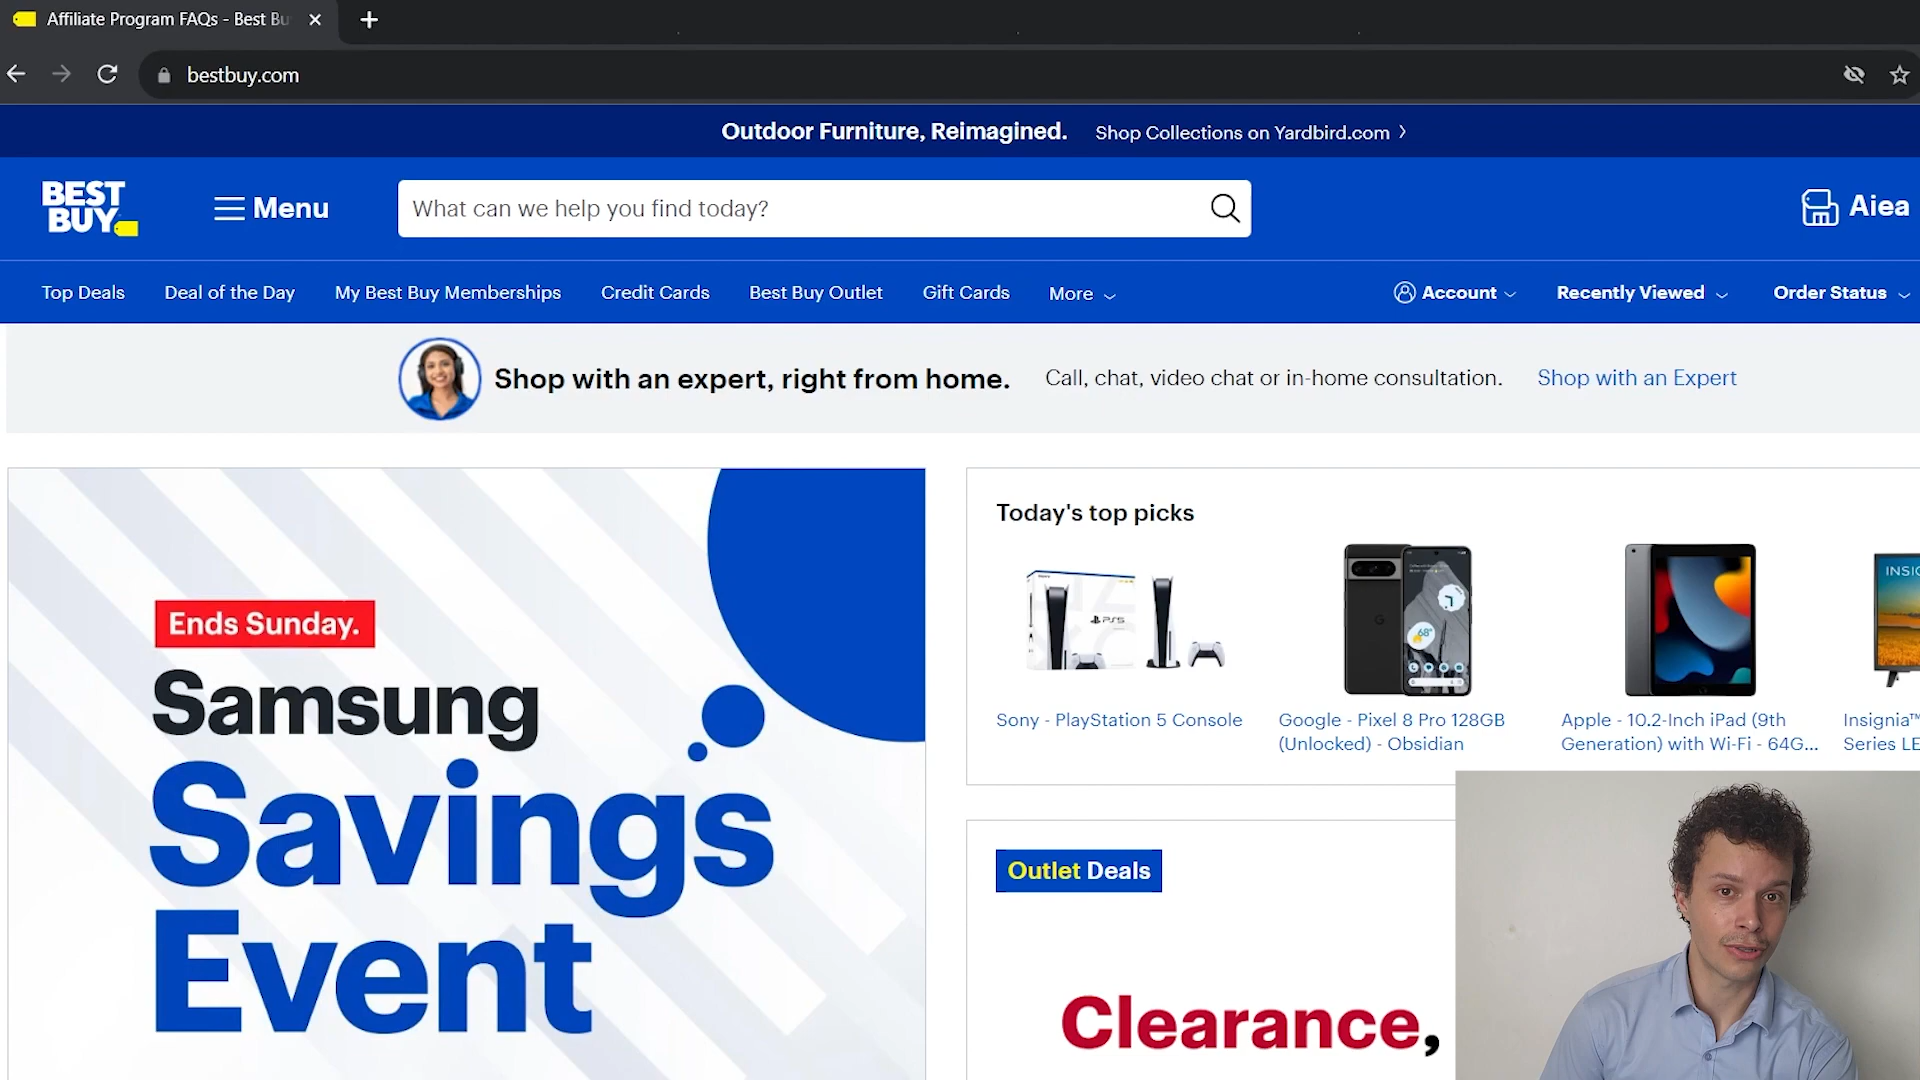 Affiliate Program FAQs - Best Bu
bestbuy.com
Outdoor Furniture, Reimagined. Shop Collections on Yardbird.com
BEST
BUY
Menu
What can we help you find today?
Aiea
Top Deals
Deal of the Day
My Best Buy Memberships
Credit Cards
Best Buy Outlet
Gift Cards
More
Account
Recently Viewed
Order Status
Shop with an expert, right from home. Call, chat, video chat or in-home consultation. Shop with an Expert
Ends Sunday.
Samsung
Savings
Event
Today's top picks
PS5
INSIG
68°
Sony - PlayStation 5 Console
Google - Pixel 8 Pro 128GB
(Unlocked) - Obsidian
Apple - 10.2-Inch iPad (9th
Generation) with Wi-Fi - 64G...
Insignia™
Series LE
Outlet Deals
Clearance,